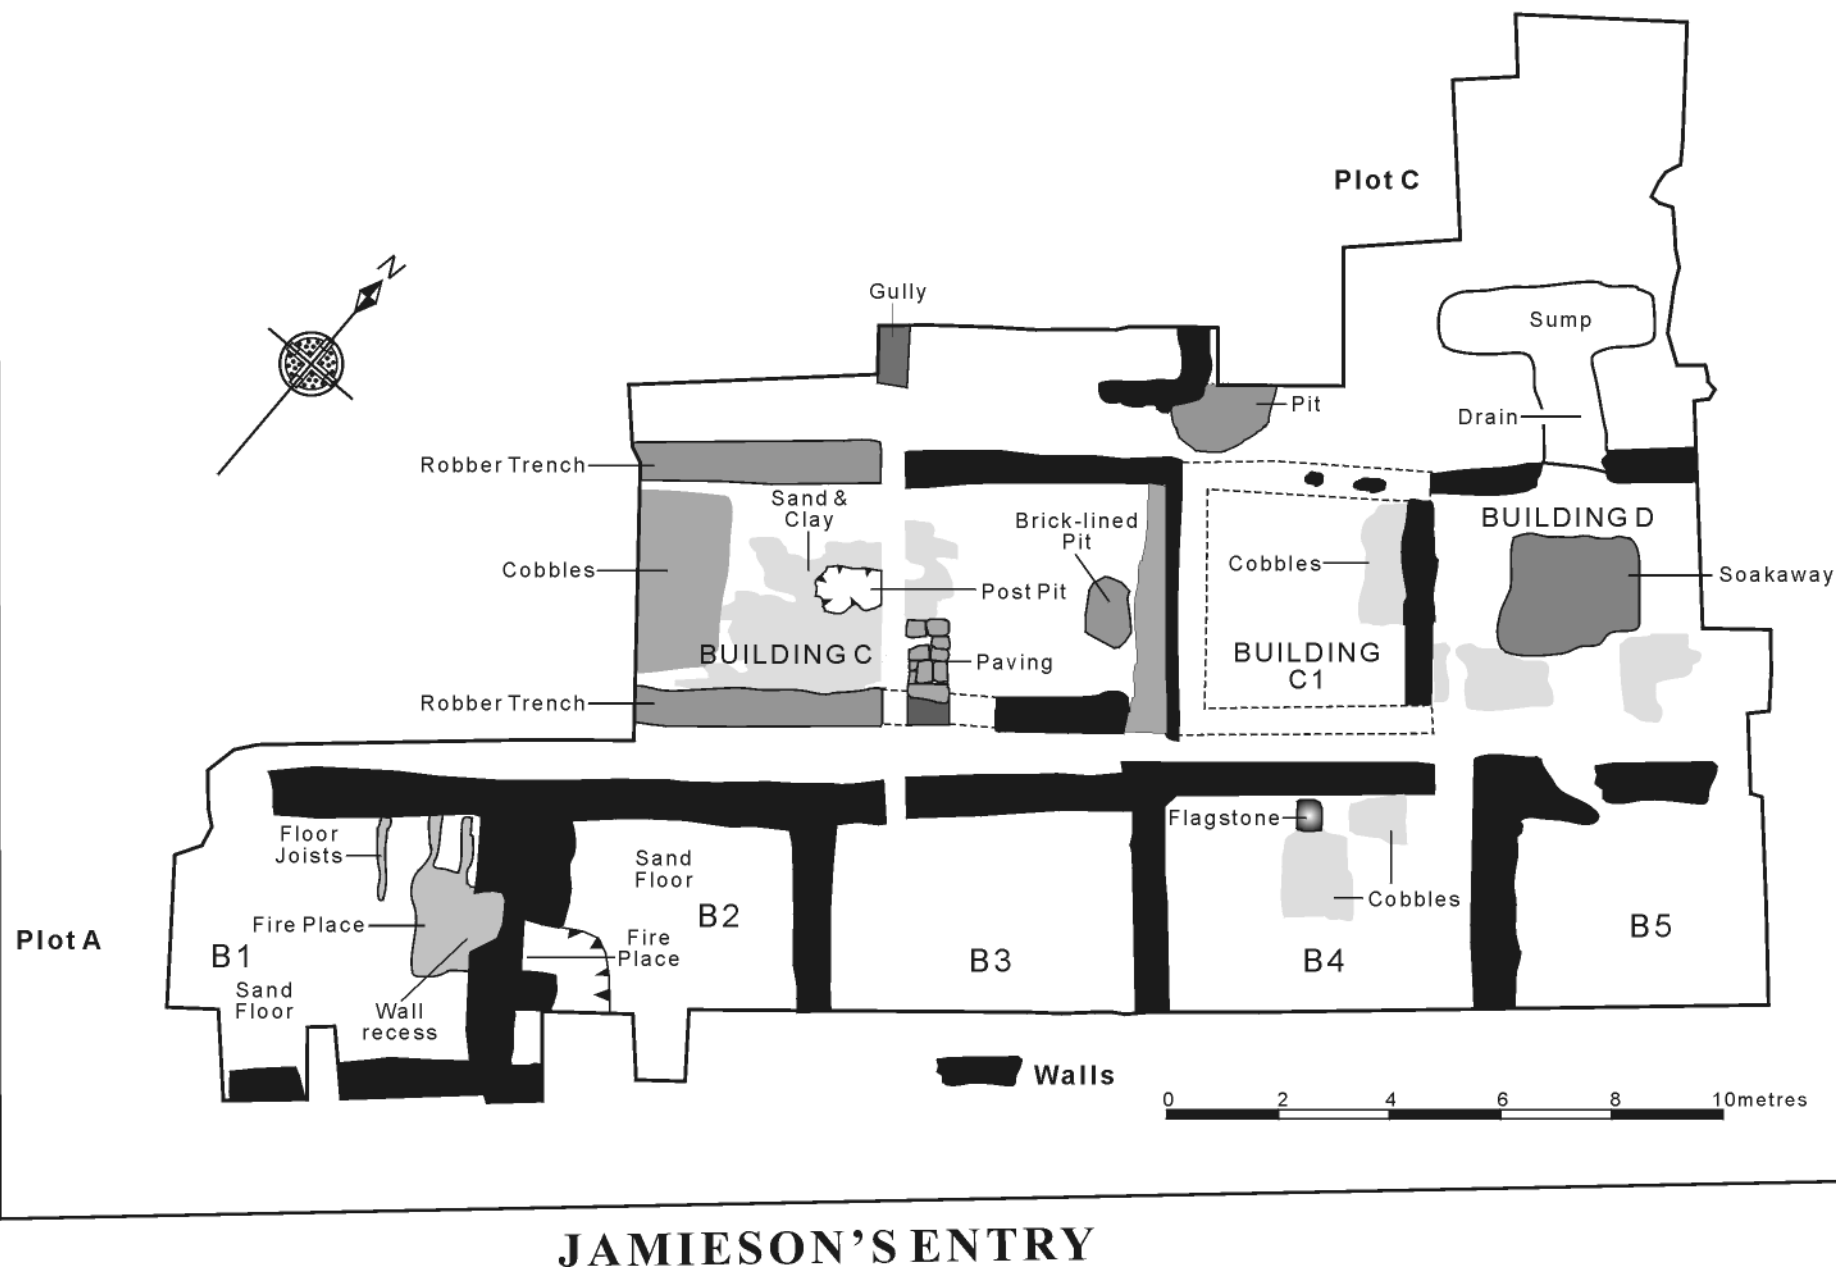 Plot C
N
Gully
Sump
Pit
Drain
Robber Trench
Sand &
Clay
Brick-lined
Pit
BUILDING D
Cobbles
Cobbles
Soakaway
Post Pit
BUILDING C
Paving
BUILDING
C1
Robber Trench
Floor
Joists
Sand
Floor
Flagstone
Fire Place
B2
Cobbles
Plot A
B1
Fire
Place
B3
B4
B5
Sand
Floor
Wall
recess
Walls
0 2 4 6 8 10metres
JAMIESON'S ENTRY